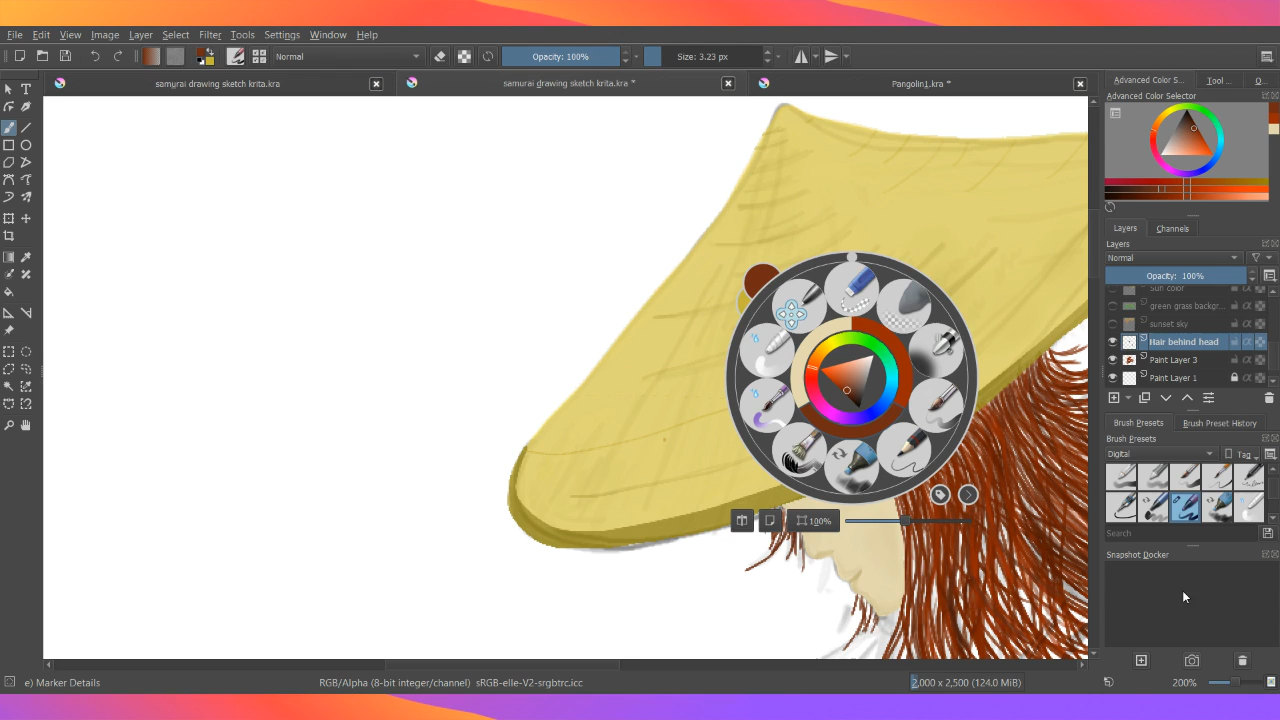 File Edit View Image Layer Select Filter Tools Settings Window Help
Normal Opacity: 100% Size: 3.23 px
samurai drawing sketch krita.kra samurai drawing sketch krita.kra * Pangolin1.kra *
Advanced Color S... Tool ... O...
Advanced Color Selector
Layers Channels
Layers
Normal
Opacity: 100%
Sun color
green grass backgr...
sunset sky
Hair behind head
Paint Layer 3
Paint Layer 1
Brush Presets Brush Preset History
Brush Presets
Digital Tag
Search
Snapshot Docker
100%
e) Marker Details RGB/Alpha (8-bit integer/channel) sRGB-elle-V2-srgbtrc.icc 2,000 x 2,500 (124.0 MiB) 200%